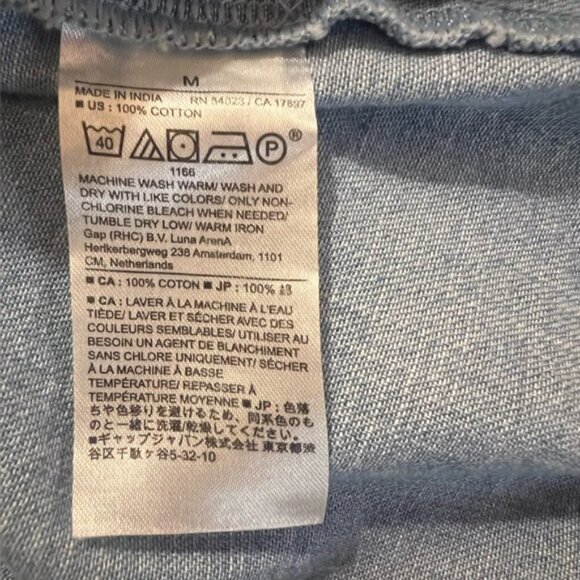 M
MADE IN INDIA RN 54023 / CA 17897
■ US : 100% COTTON
40 P ®
1166
MACHINE WASH WARM/ WASH AND
DRY WITH LIKE COLORS/ ONLY NON-
CHLORINE BLEACH WHEN NEEDED/
TUMBLE DRY LOW/ WARM IRON
Gap (RHC) B.V. Luna ArenA
Herikerbergweg 238 Amsterdam, 1101
CM, Netherlands
■ CA : 100% COTON ■ JP : 100% 綿
■ CA : LAVER À LA MACHINE À L'EAU
TIÈDE/ LAVER ET SÉCHER AVEC DES
COULEURS SEMBLABLES/ UTILISER AU
BESOIN UN AGENT DE BLANCHIMENT
SANS CHLORE UNIQUEMENT/ SÉCHER
À LA MACHINE À BASSE
TEMPÉRATURE/ REPASSER À
TEMPÉRATURE MOYENNE ■ JP : 色落
ちや色移りを避けるため、同系色のも
のと一緒に洗濯/乾燥してください。
■ギャップジャパン株式会社 東京都渋
谷区千駄ヶ谷5-32-10